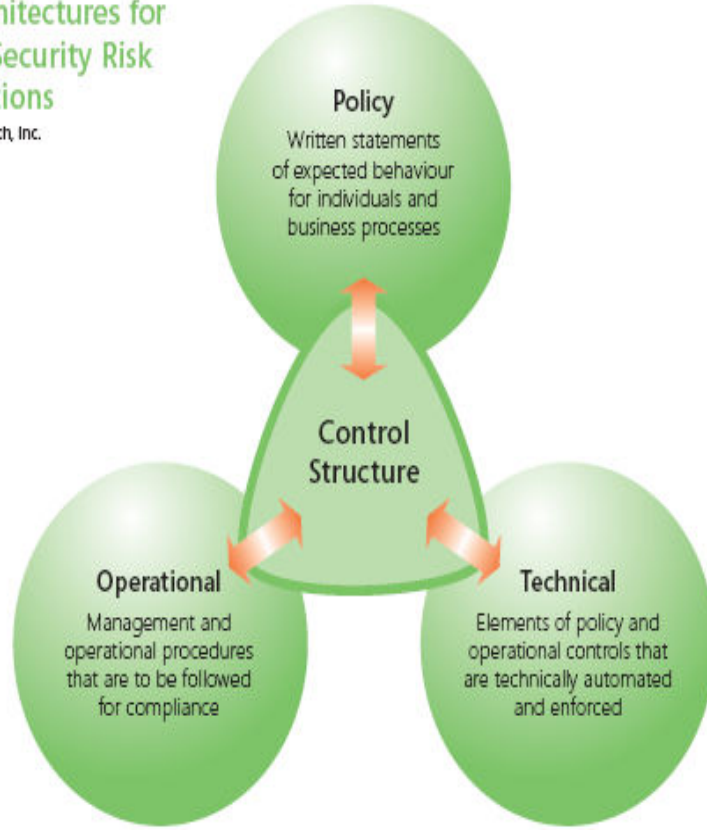 Security Risk
Inc.
Policy
Written statements
of expected behaviour
for individuals and
business processes
Control
Structure
Operational
Management and
operational procedures
that are to be followed
for compliance
Technical
Elements of policy and
operational controls that
are technically automated
and enforced